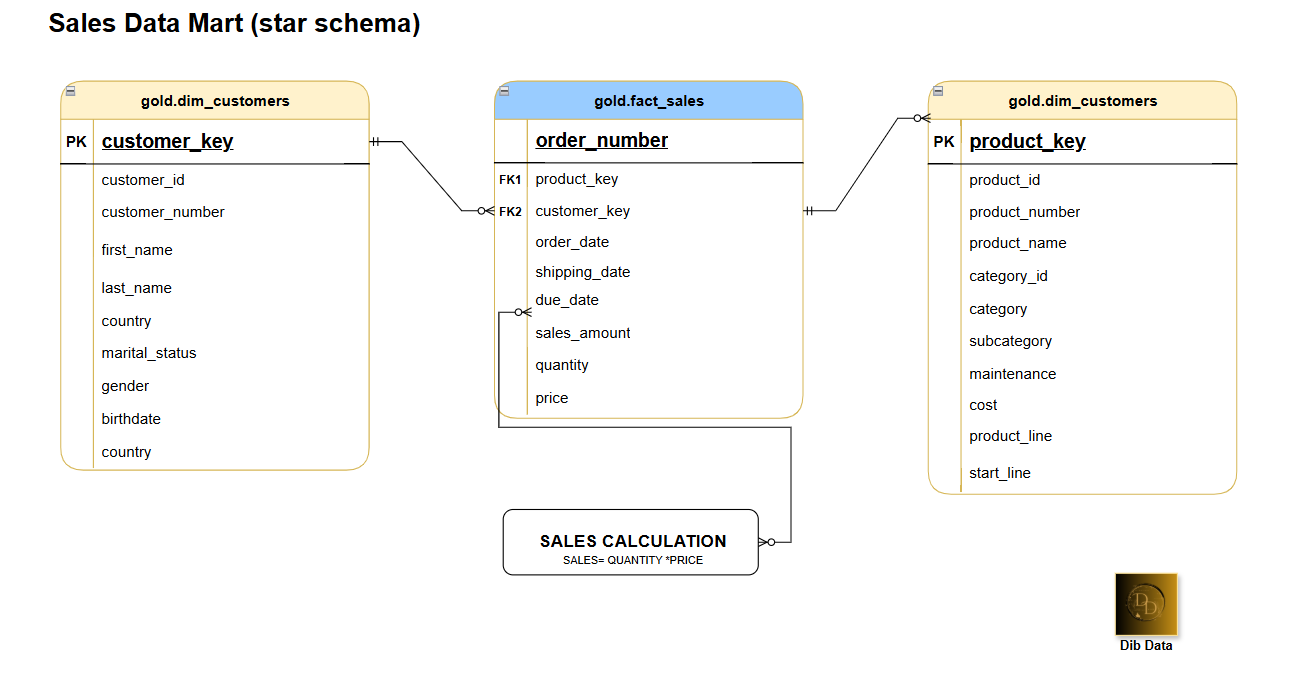 Sales Data Mart (star schema)
gold.dim_customers
PK customer_key
customer_id
customer_number
first_name
last_name
country
marital_status
gender
birthdate
country
gold.fact_sales
order_number
FK1 product_key
FK2 customer_key
order_date
shipping_date
due_date
sales_amount
quantity
price
gold.dim_customers
PK product_key
product_id
product_number
product_name
category_id
category
subcategory
maintenance
cost
product_line
start_line
SALES CALCULATION
SALES= QUANTITY *PRICE
DD
Dib Data